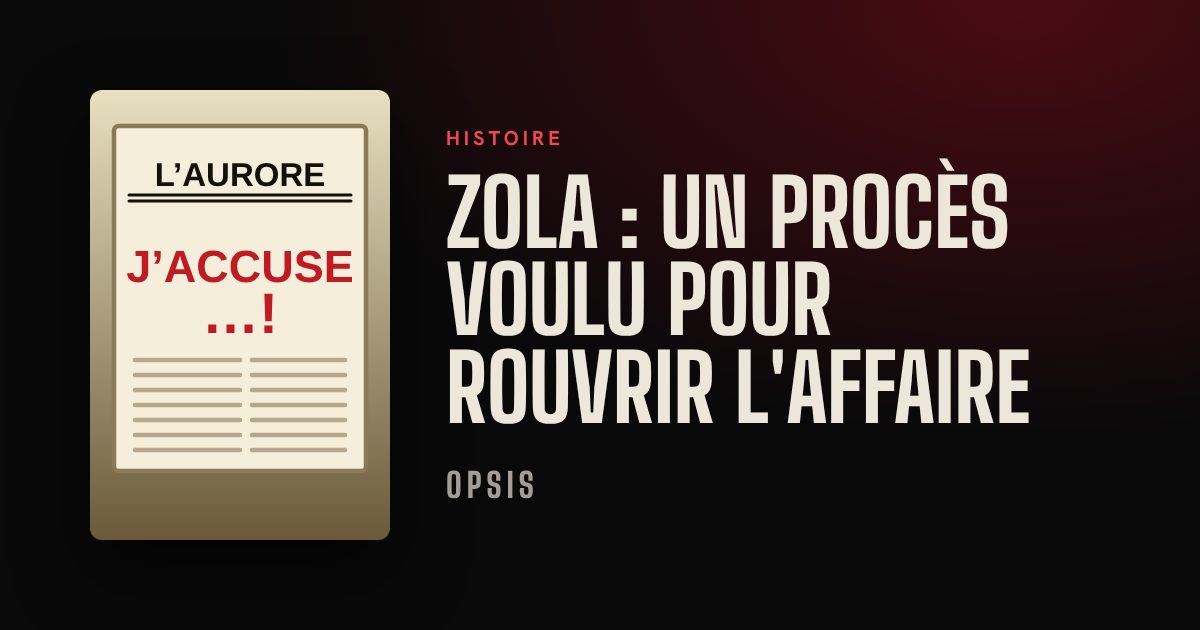 L’AURORE
J’ACCUSE
…!
HISTOIRE
ZOLA : UN PROCÈS
VOULU POUR
ROUVRIR L'AFFAIRE
OPSIS